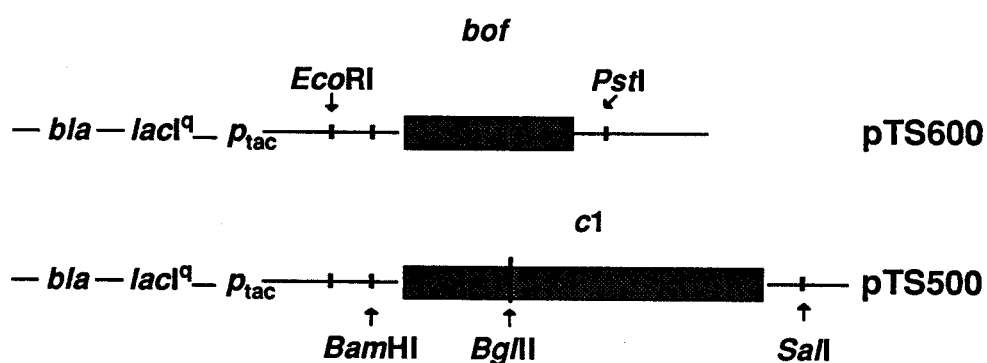 bof
EcoRI PstI
— bla — lacIq — ptac pTS600
c1
— bla — lacIq — ptac pTS500
BamHI BglII SalI